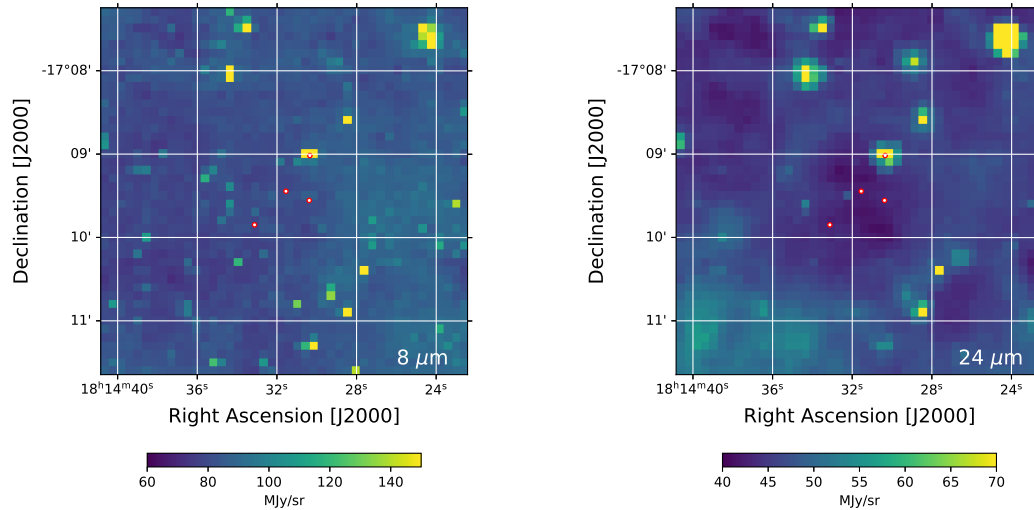 Declination [J2000]
-17°08'
09'
10'
11'
8 μm
18ʰ14ᵐ40ˢ 36ˢ 32ˢ 28ˢ 24ˢ
Right Ascension [J2000]
60 80 100 120 140
MJy/sr
Declination [J2000]
-17°08'
09'
10'
11'
24 μm
18ʰ14ᵐ40ˢ 36ˢ 32ˢ 28ˢ 24ˢ
Right Ascension [J2000]
40 45 50 55 60 65 70
MJy/sr